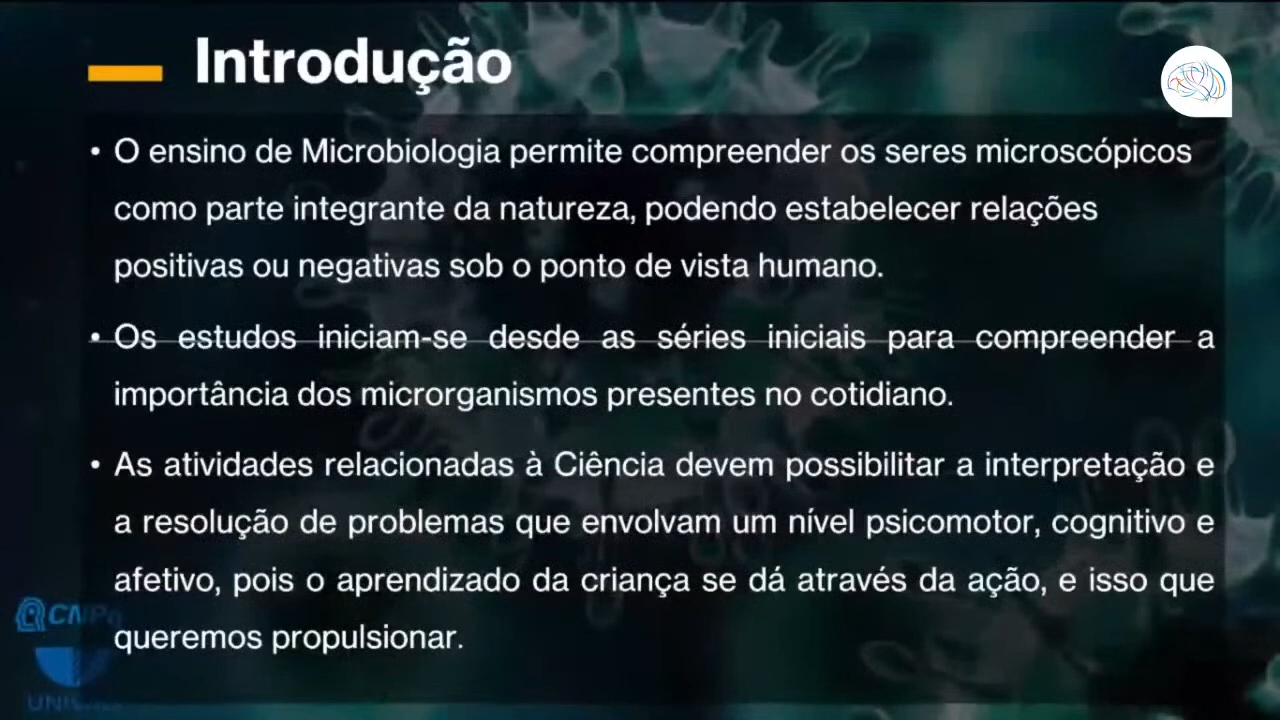 Introdução
• O ensino de Microbiologia permite compreender os seres microscópicos
como parte integrante da natureza, podendo estabelecer relações
positivas ou negativas sob o ponto de vista humano.
• Os estudos iniciam-se desde as séries iniciais para compreender a
importância dos microrganismos presentes no cotidiano.
• As atividades relacionadas à Ciência devem possibilitar a interpretação e
a resolução de problemas que envolvam um nível psicomotor, cognitivo e
afetivo, pois o aprendizado da criança se dá através da ação, e isso que
queremos propulsionar.
CNPq